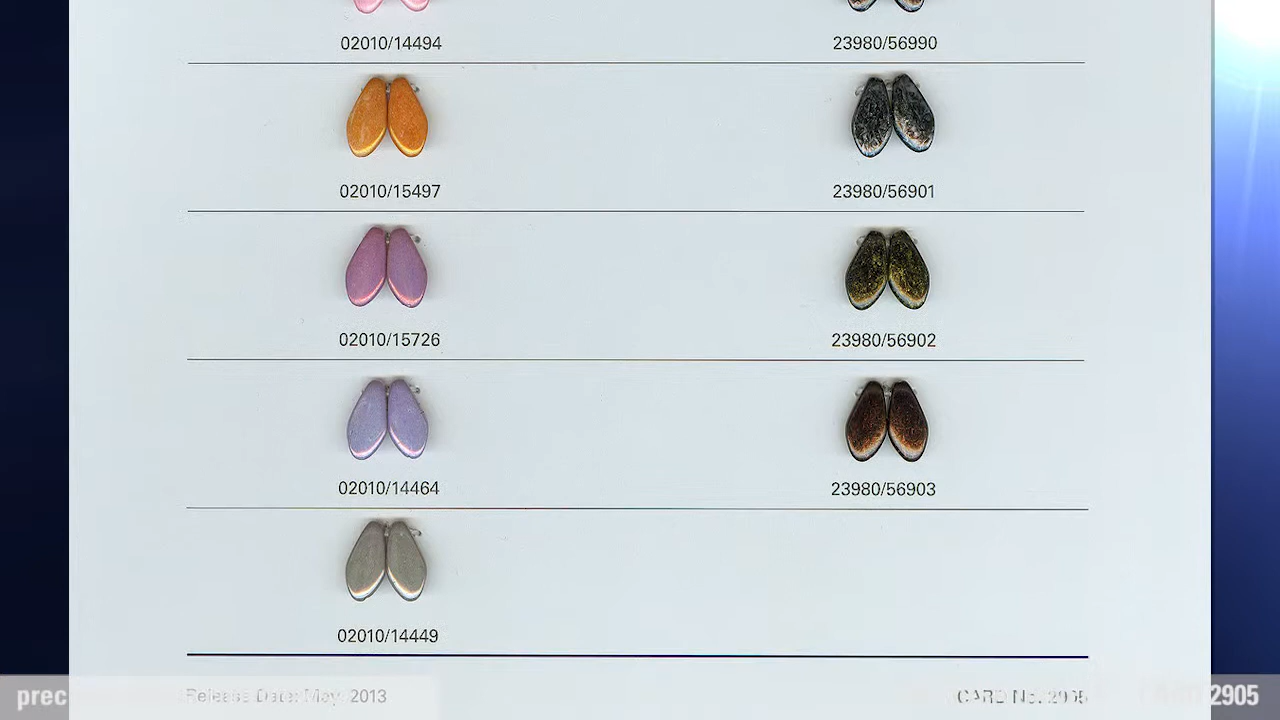 02010/14494 23980/56990
02010/15497 23980/56901
02010/15726 23980/56902
02010/14464 23980/56903
02010/14449
Release Date: May, 2013 CARD No. 2905
prec 2905